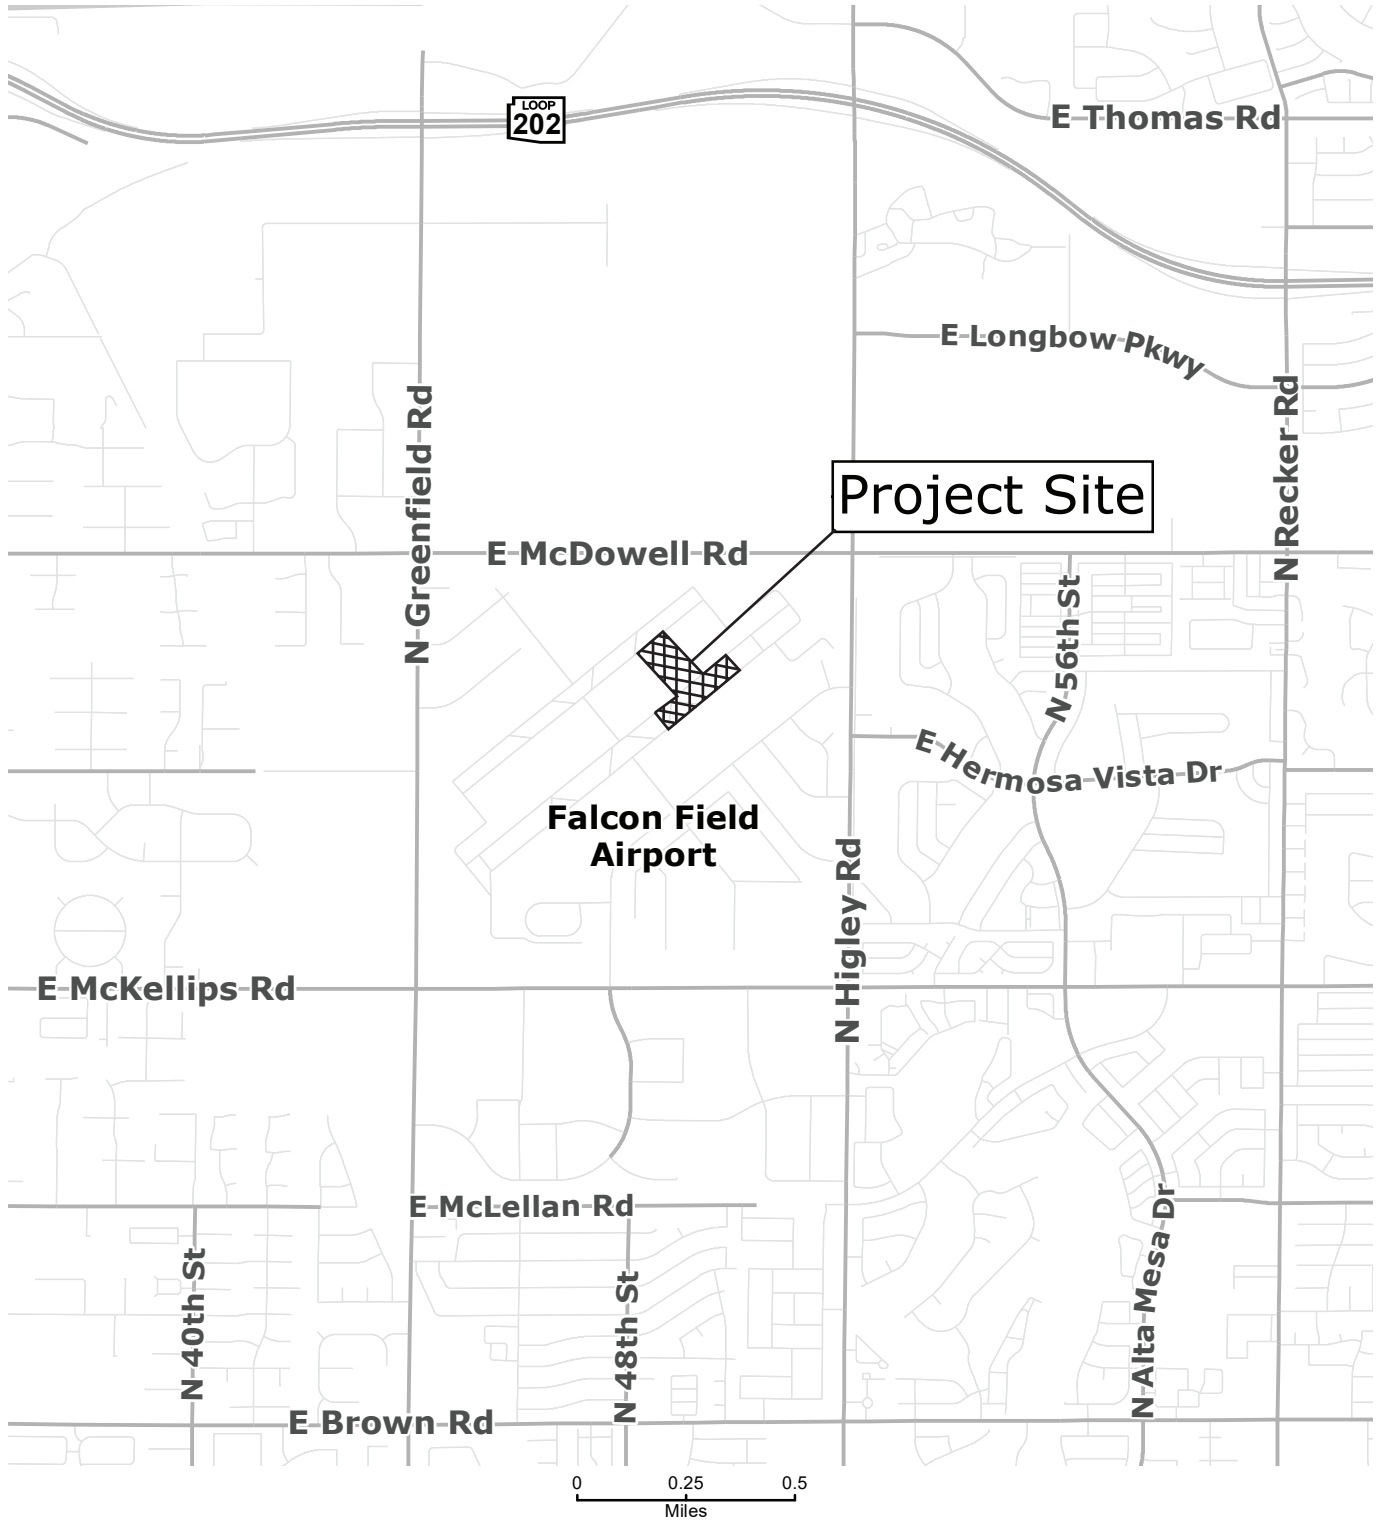 LOOP
202
E Thomas Rd
E Longbow Pkwy
N Greenfield Rd
N Recker Rd
Project Site
E McDowell Rd
N 56th St
E Hermosa Vista Dr
Falcon Field
Airport
N Higley Rd
E McKellips Rd
E McLellan Rd
N Alta Mesa Dr
N 40th St
N 48th St
E Brown Rd
0 0.25 0.5
Miles